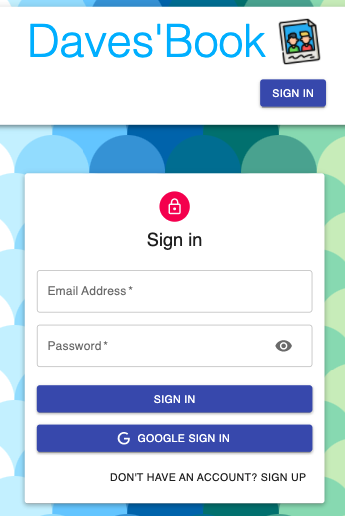 Daves'Book
SIGN IN
Sign in
Email Address *
Password *
SIGN IN
GOOGLE SIGN IN
DON'T HAVE AN ACCOUNT? SIGN UP